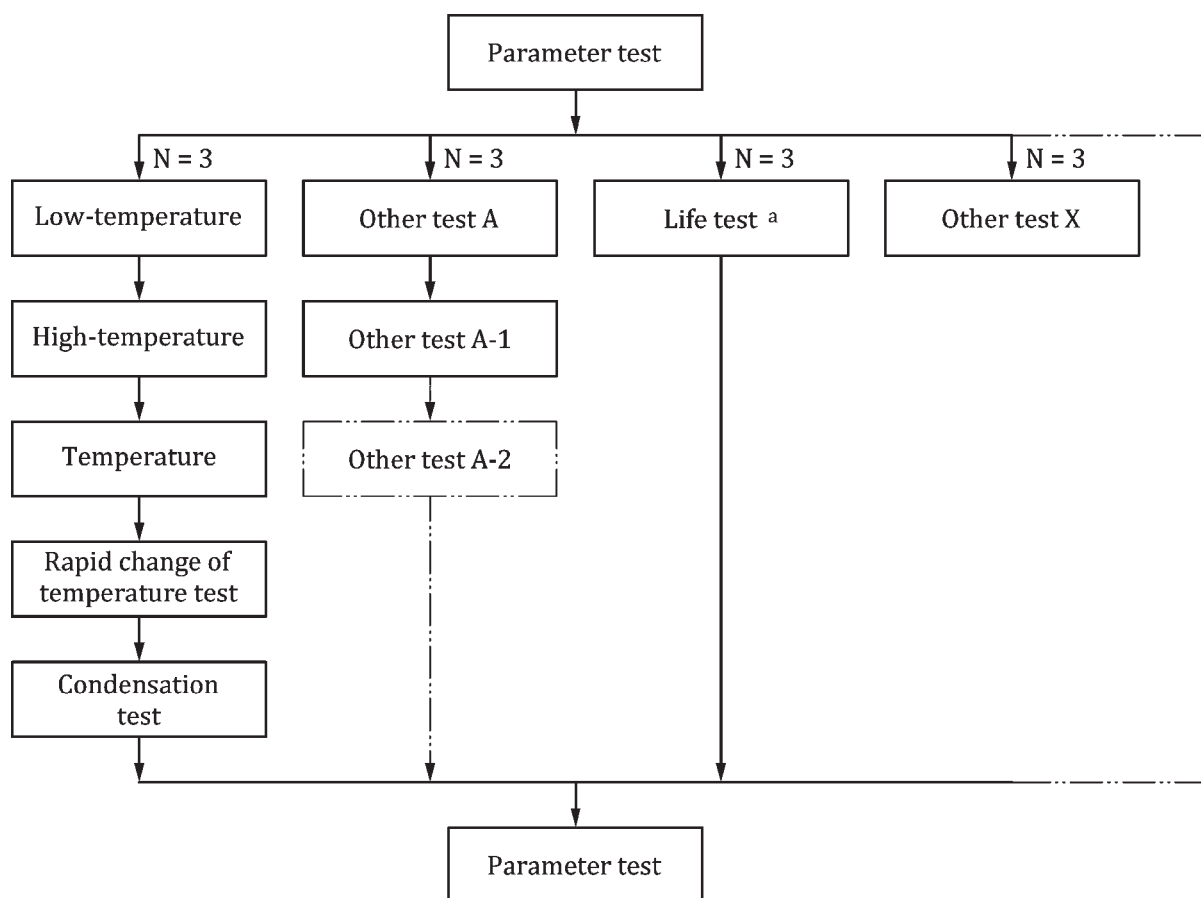 Parameter test
N = 3
N = 3
N = 3
N = 3
Low-temperature
Other test A
Life test ᵃ
Other test X
High-temperature
Other test A-1
Temperature
Other test A-2
Rapid change of
temperature test
Condensation
test
Parameter test